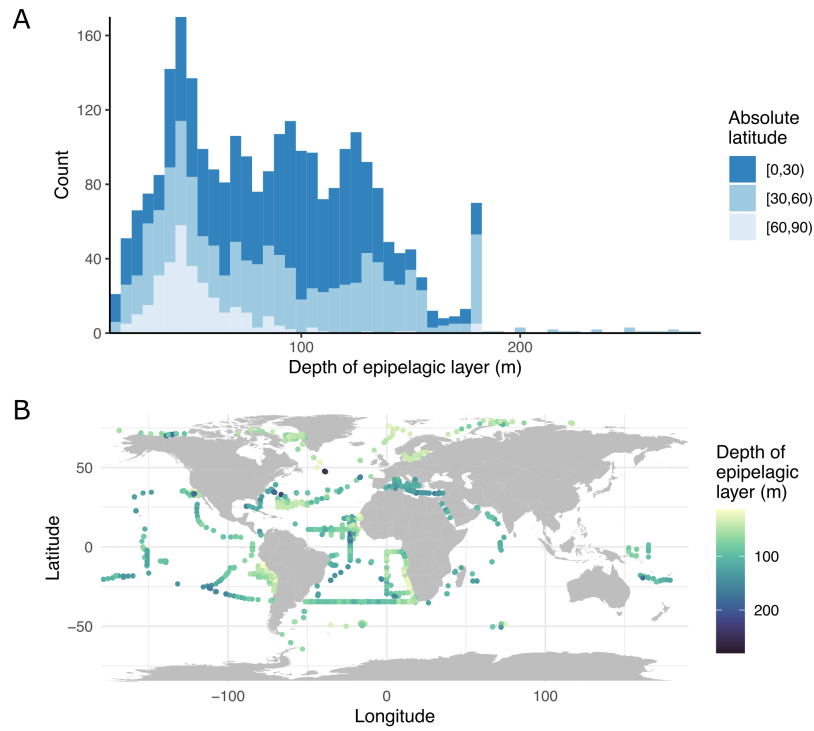 A
160
120
80
40
0
Count
100
200
Depth of epipelagic layer (m)
Absolute
latitude
[0,30)
[30,60)
[60,90)
B
50
0
−50
Latitude
−100
0
100
Longitude
Depth of
epipelagic
layer (m)
100
200